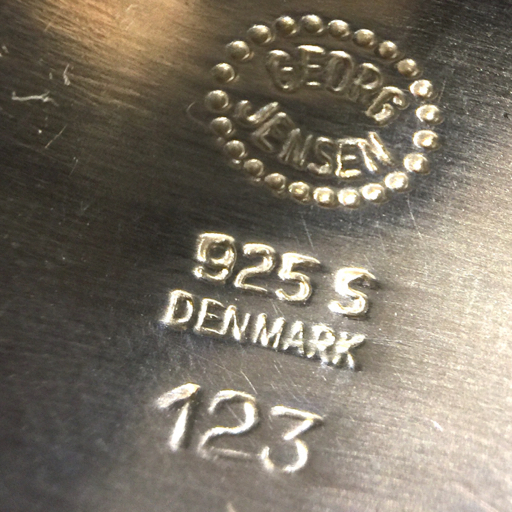 GEORG
JENSEN
925 S
DENMARK
123